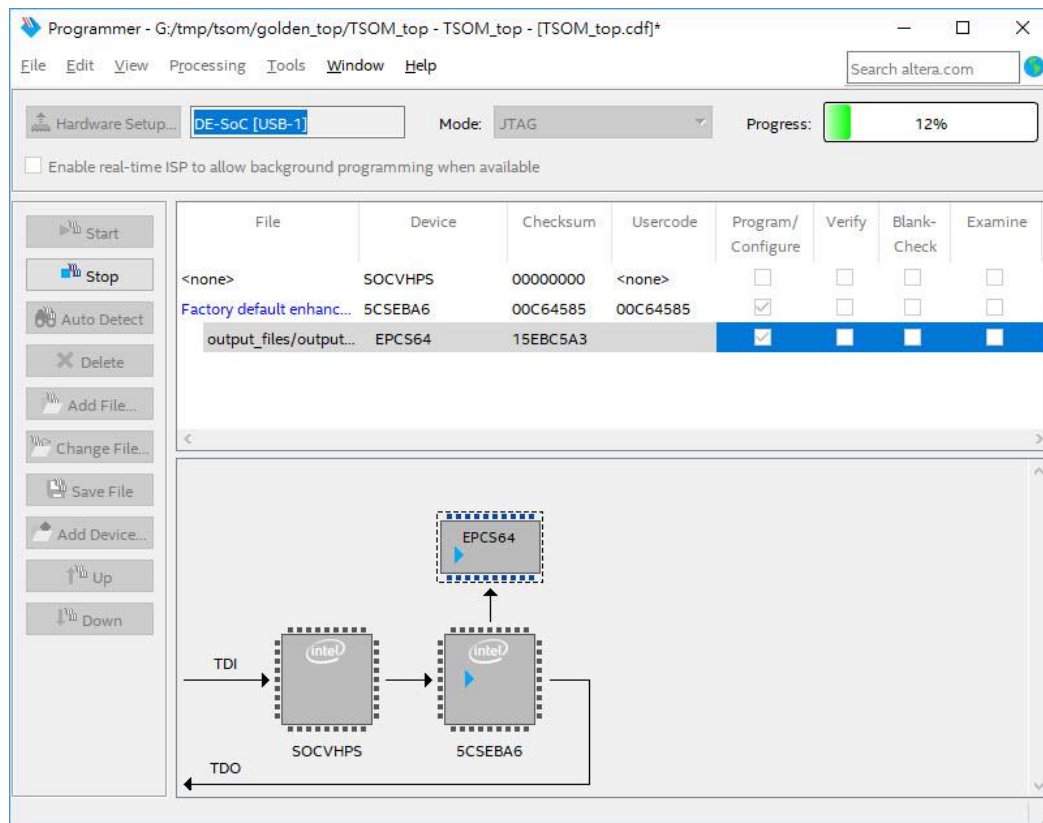 Programmer - G:/tmp/tsom/golden_top/TSOM_top - TSOM_top - [TSOM_top.cdf]*
File Edit View Processing Tools Window Help
Search altera.com
Hardware Setup... DE-SoC [USB-1] Mode: JTAG Progress: 12%
Enable real-time ISP to allow background programming when available
Start
Stop
Auto Detect
Delete
Add File...
Change File...
Save File
Add Device...
Up
Down
File Device Checksum Usercode Program/ Verify Blank- Examine
Configure Check
<none> SOCVHPS 00000000 <none>
Factory default enhanc... 5CSEBA6 00C64585 00C64585
output_files/output... EPCS64 15EBC5A3
EPCS64
TDI
intel
intel
SOCVHPS 5CSEBA6
TDO